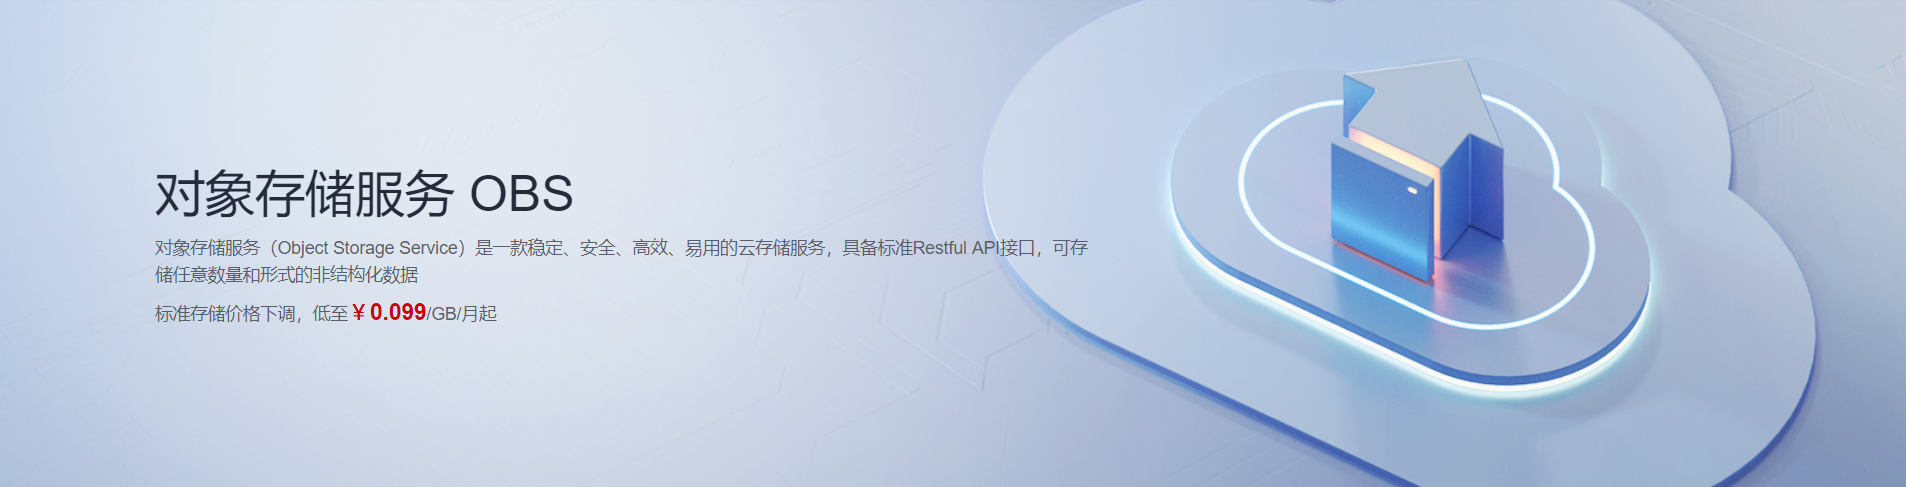 对象存储服务 OBS
对象存储服务（Object Storage Service）是一款稳定、安全、高效、易用的云存储服务，具备标准Restful API接口，可存
储任意数量和形式的非结构化数据
标准存储价格下调，低至 ¥ 0.099/GB/月起